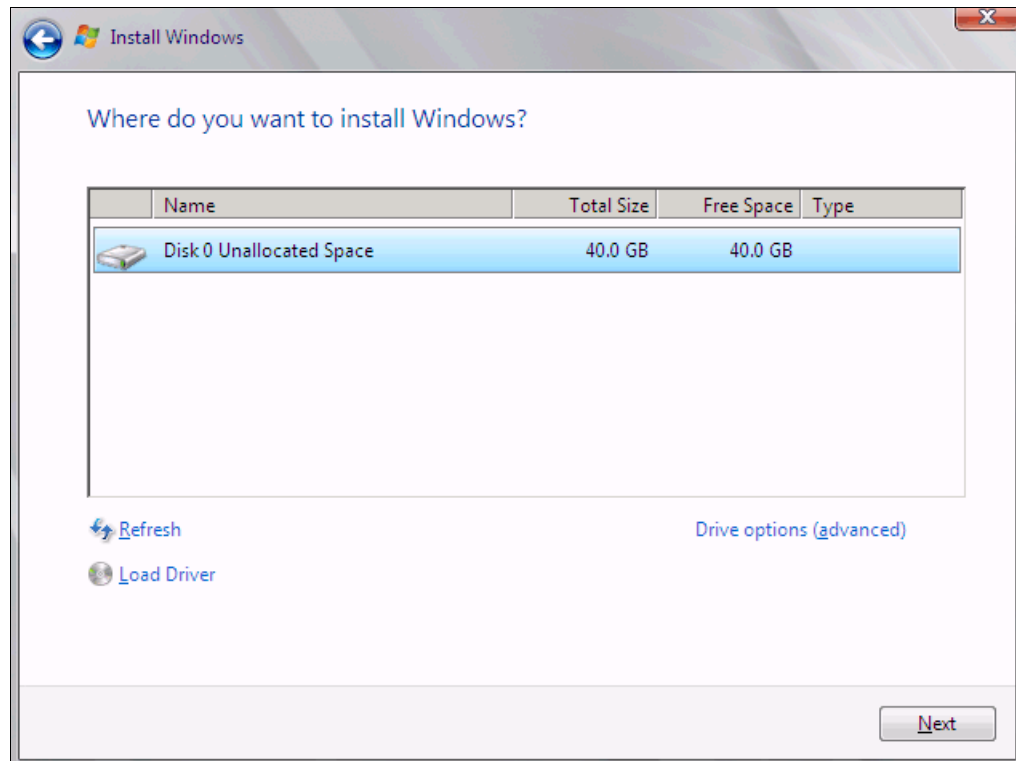 Install Windows
Where do you want to install Windows?
Name Total Size Free Space Type
Disk 0 Unallocated Space 40.0 GB 40.0 GB
Refresh Drive options (advanced)
Load Driver
Next